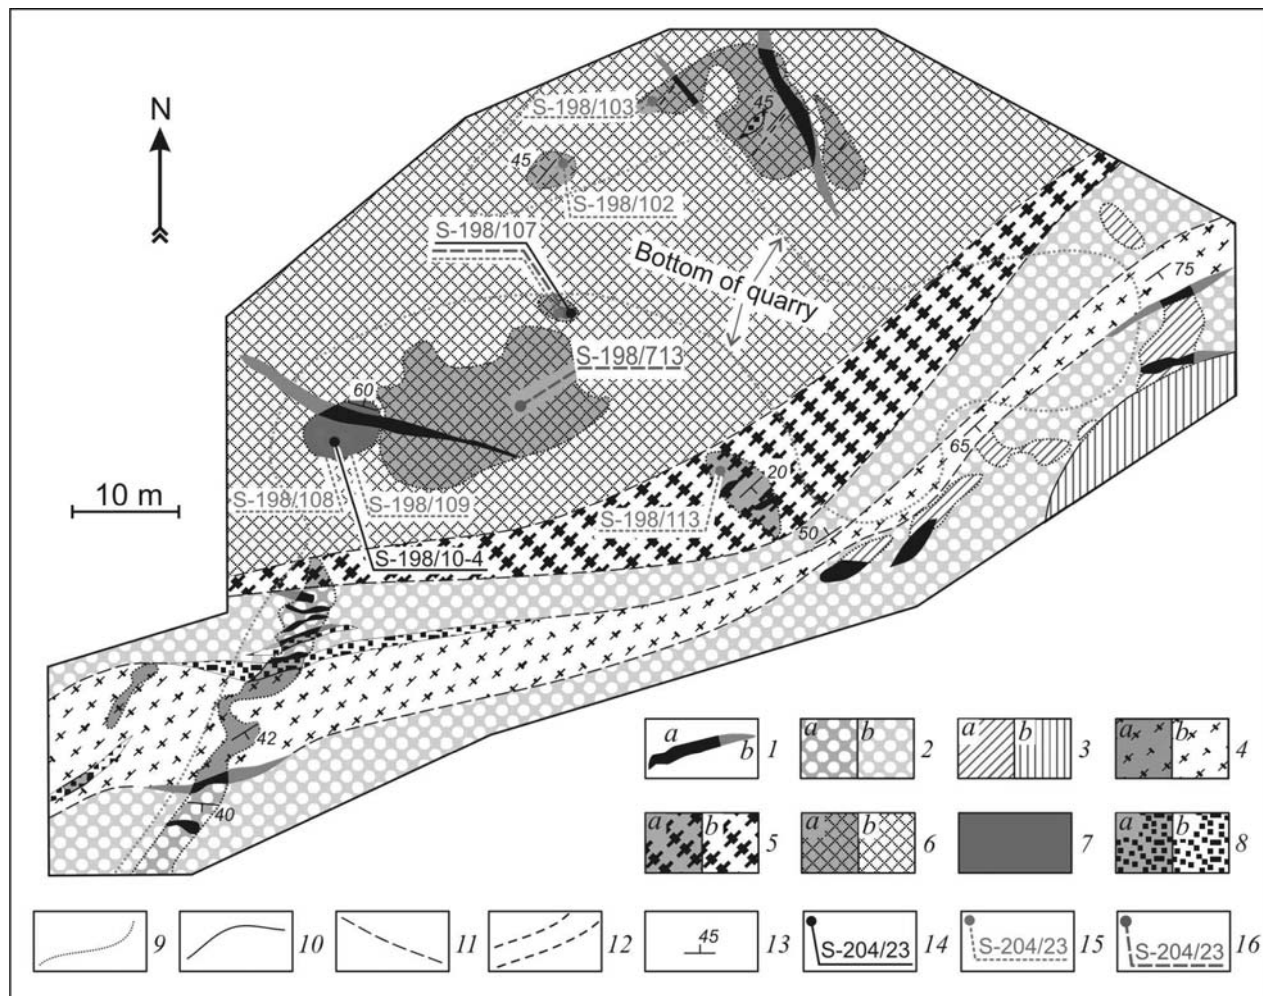 N
45
S-198/103
45
S-198/102
S-198/107
Bottom of quarry
75
S-198/713
60
65
10 m
S-198/108
S-198/109
20
S-198/113
50
S-198/10-4
42
40
a
b
1
a
b
2
a
b
3
a
b
4
a
b
5
a
b
6
7
a
b
8
9
10
11
12
45
13
S-204/23
14
S-204/23
15
S-204/23
16